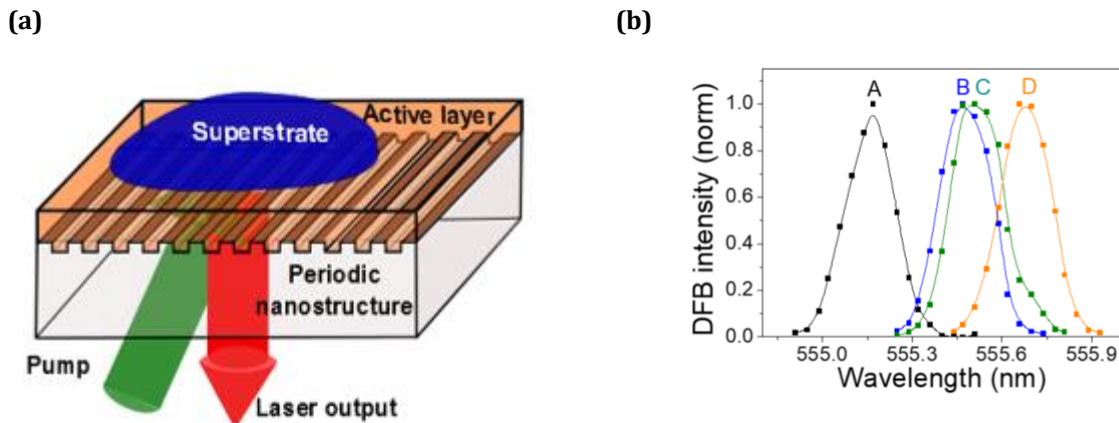 (a)
(b)
Superstrate
Active layer
Periodic
nanostructure
Pump
Laser output
A
B
C
D
1.0
0.8
0.6
0.4
0.2
0.0
DFB intensity (norm)
555.0
555.3
555.6
555.9
Wavelength (nm)